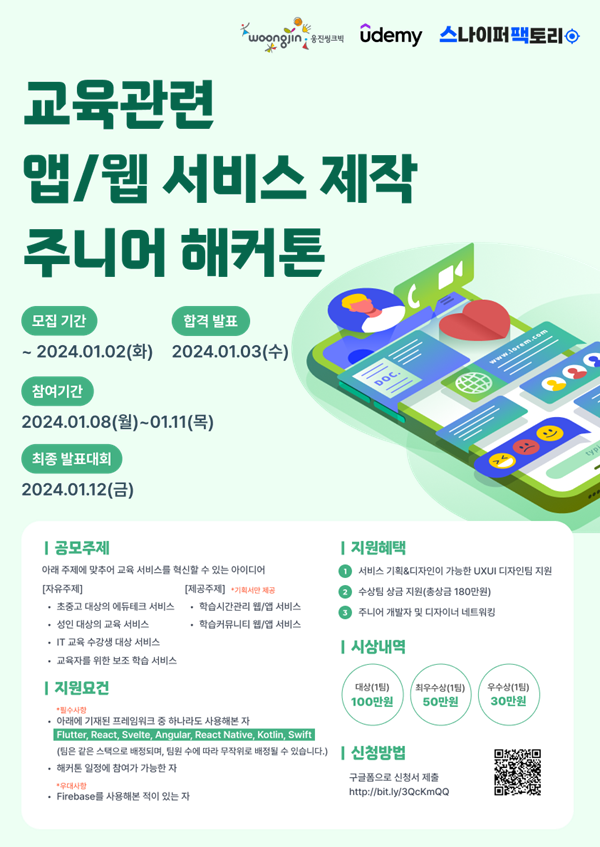 woongjin 웅진씽크빅 ûdemy 스나이퍼팩토리
교육관련
앱/웹 서비스 제작
주니어 해커톤
모집 기간
~ 2024.01.02(화)
합격 발표
2024.01.03(수)
참여기간
2024.01.08(월)~01.11(목)
최종 발표대회
2024.01.12(금)
DOC.
www.lorem.com
공모주제
아래 주제에 맞추어 교육 서비스를 혁신할 수 있는 아이디어
[자유주제]
• 초중고 대상의 에듀테크 서비스
• 성인 대상의 교육 서비스
• IT 교육 수강생 대상 서비스
• 교육자를 위한 보조 학습 서비스
[제공주제] *기획서만 제공
• 학습시간관리 웹/앱 서비스
• 학습커뮤니티 웹/앱 서비스
지원요건
*필수사항
• 아래에 기재된 프레임워크 중 하나라도 사용해본 자
Flutter, React, Svelte, Angular, React Native, Kotlin, Swift
(팀은 같은 스택으로 배정되며, 팀원 수에 따라 무작위로 배정될 수 있습니다.)
• 해커톤 일정에 참여가 가능한 자
*우대사항
• Firebase를 사용해본 적이 있는 자
지원혜택
1 서비스 기획&디자인이 가능한 UXUI 디자인팀 지원
2 수상팀 상금 지원(총상금 180만원)
3 주니어 개발자 및 디자이너 네트워킹
시상내역
대상(1팀)
100만원
최우수상(1팀)
50만원
우수상(1팀)
30만원
신청방법
구글폼으로 신청서 제출
http://bit.ly/3QcKmQQ